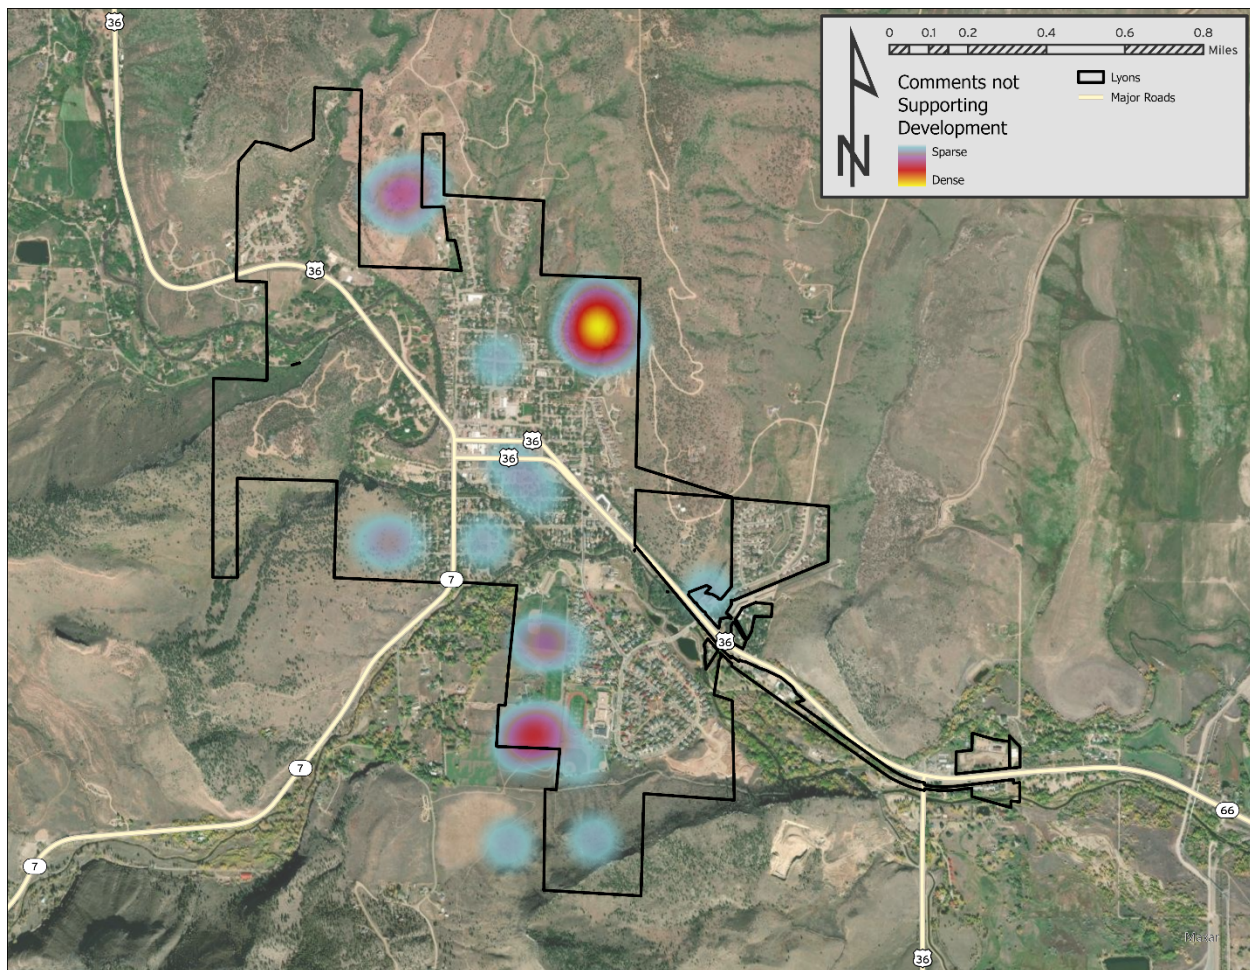 36
0 0.1 0.2 0.4 0.6 0.8
Miles
Comments not
Supporting
Development
Sparse
Dense
Lyons
Major Roads
N
36
36
36
7
36
7
66
7
Maxar
36